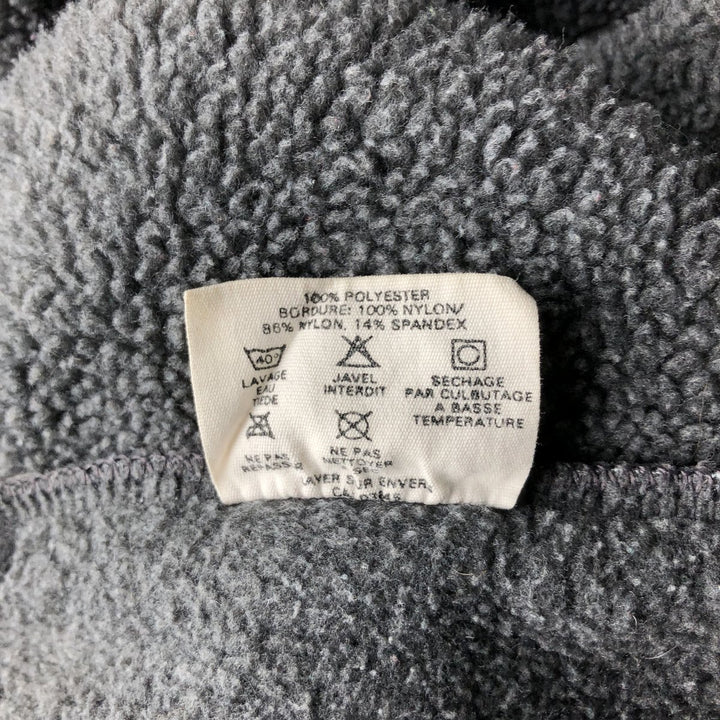 100% POLYESTER
BORDURE: 100% NYLON/
86% NYLON, 14% SPANDEX
40°
LAVAGE
EAU
TIEDE
JAVEL
INTERDIT
SECHAGE
PAR CULBUTAGE
A BASSE
TEMPERATURE
NE PAS
REPASSER
NE PAS
NETTOYER
LAVER SUR ENVERS
CA